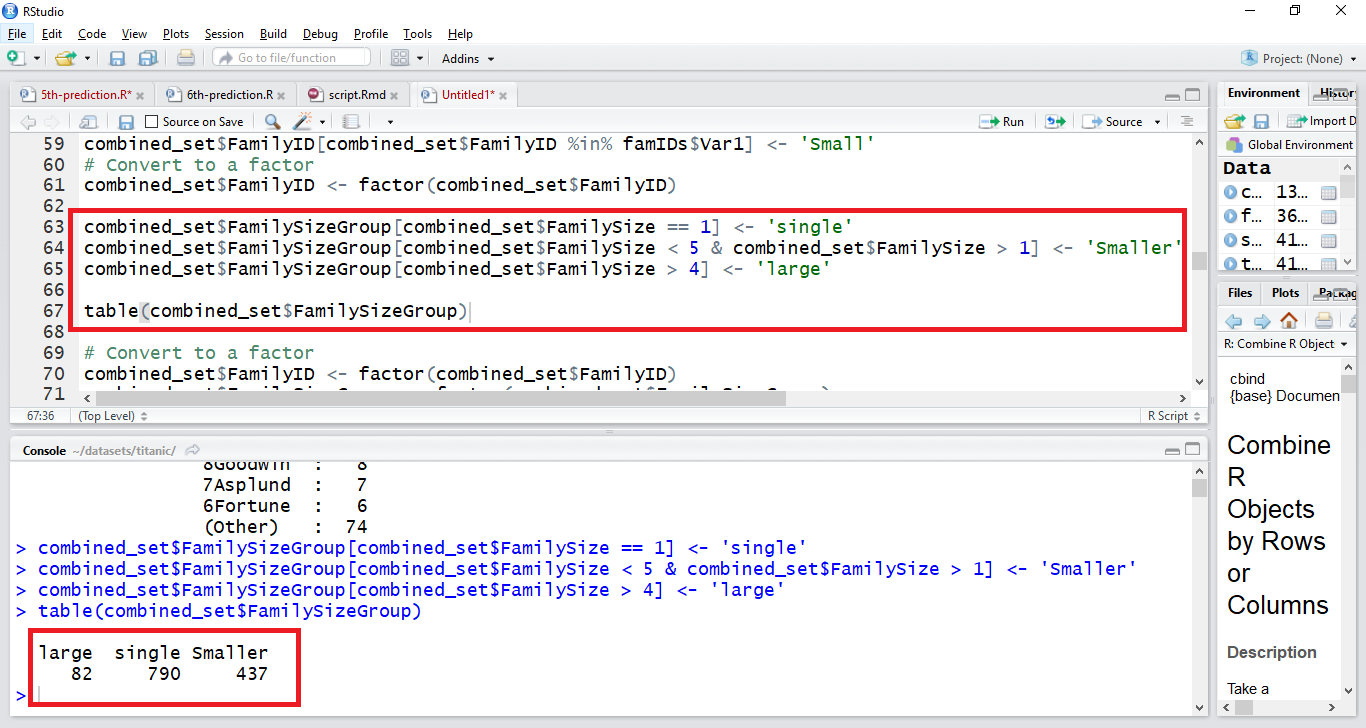 RStudio
File Edit Code View Plots Session Build Debug Profile Tools Help
Go to file/function Addins Project: (None)
5th-prediction.R* 6th-prediction.R script.Rmd Untitled1*
Source on Save Run Source
59 combined_set$FamilyID[combined_set$FamilyID %in% famIDs$Var1] <- 'Small'
60 # Convert to a factor
61 combined_set$FamilyID <- factor(combined_set$FamilyID)
62
63 combined_set$FamilySizeGroup[combined_set$FamilySize == 1] <- 'single'
64 combined_set$FamilySizeGroup[combined_set$FamilySize < 5 & combined_set$FamilySize > 1] <- 'Smaller'
65 combined_set$FamilySizeGroup[combined_set$FamilySize > 4] <- 'large'
66
67 table(combined_set$FamilySizeGroup)
68
69 # Convert to a factor
70 combined_set$FamilyID <- factor(combined_set$FamilyID)
71
67:36 (Top Level) R Script
Console ~/datasets/titanic/
8Goodwin : 8
7Asplund : 7
6Fortune : 6
(Other) : 74
> combined_set$FamilySizeGroup[combined_set$FamilySize == 1] <- 'single'
> combined_set$FamilySizeGroup[combined_set$FamilySize < 5 & combined_set$FamilySize > 1] <- 'Smaller'
> combined_set$FamilySizeGroup[combined_set$FamilySize > 4] <- 'large'
> table(combined_set$FamilySizeGroup)
large single Smaller
82 790 437
>
Environment History
Import D
Global Environment
Data
c... 13...
f... 36...
s... 41...
t... 41...
Files Plots Packag
R: Combine R Object
cbind
{base} Documen
Combine
R
Objects
by Rows
or
Columns
Description
Take a